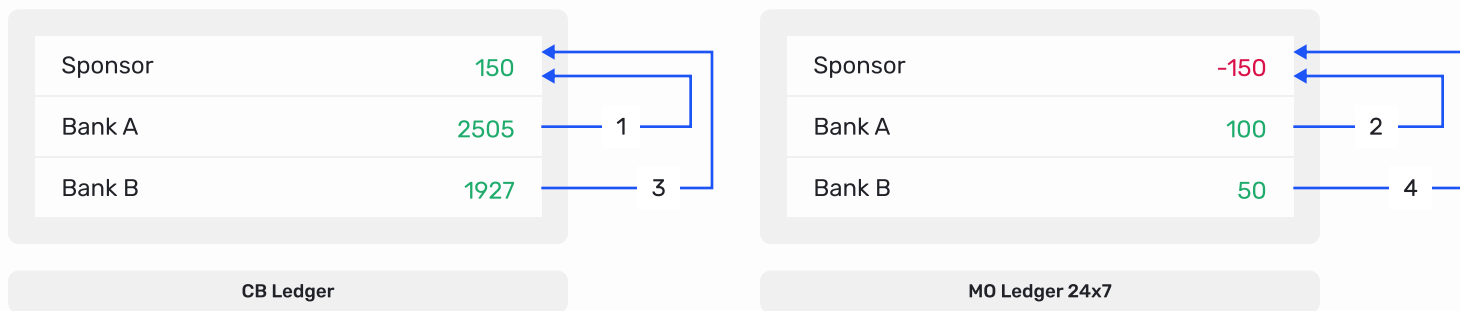 Sponsor 150
Bank A 2505
1
Bank B 1927
3
CB Ledger
Sponsor -150
Bank A 100
2
Bank B 50
4
MO Ledger 24x7